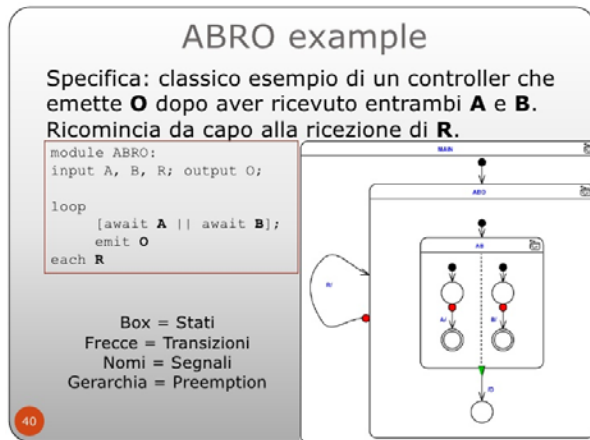 ABRO example
Specifica: classico esempio di un controller che
emette O dopo aver ricevuto entrambi A e B.
Ricomincia da capo alla ricezione di R.
module ABRO:
input A, B, R; output O;
loop
[await A || await B];
emit O
each R
Box = Stati
Frecce = Transizioni
Nomi = Segnali
Gerarchia = Preemption
MAIN
ABO
AB
R/
A/
B/
/O
40